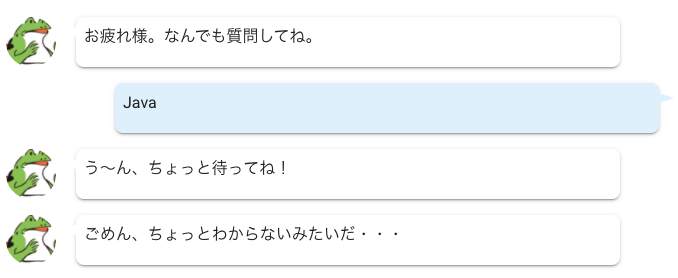 お疲れ様。なんでも質問してね。
Java
う〜ん、ちょっと待ってね！
ごめん、ちょっとわからないみたいだ・・・